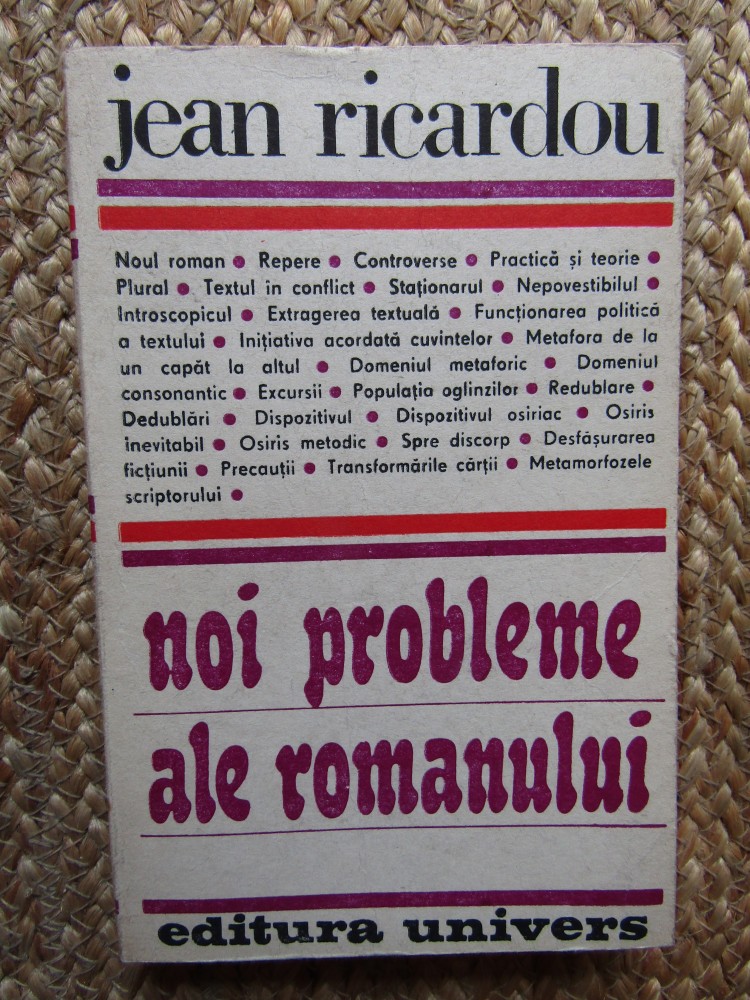 jean ricardou
Noul roman ● Repere ● Controverse ● Practică și teorie ●
Plural ● Textul in conflict ● Staționarul ● Nepovestibilul ●
Introscopicul ● Extragerea textuală ● Funcționarea politică
a textului ● Inițiativa acordată cuvintelor ● Metafora de la
un capăt la altul ● Domeniul metaforic ● Domeniul
consonantic ● Excursii ● Populația oglinzilor ● Redublare ●
Dedublări ● Dispozitivul ● Dispozitivul osiriac ● Osiris
inevitabil ● Osiris metodic ● Spre discorp ● Desfășurarea
ficțiunii ● Precauții ● Transformările cărții ● Metamorfozele
scriptorului ●
noi probleme
ale romanului
editura univers